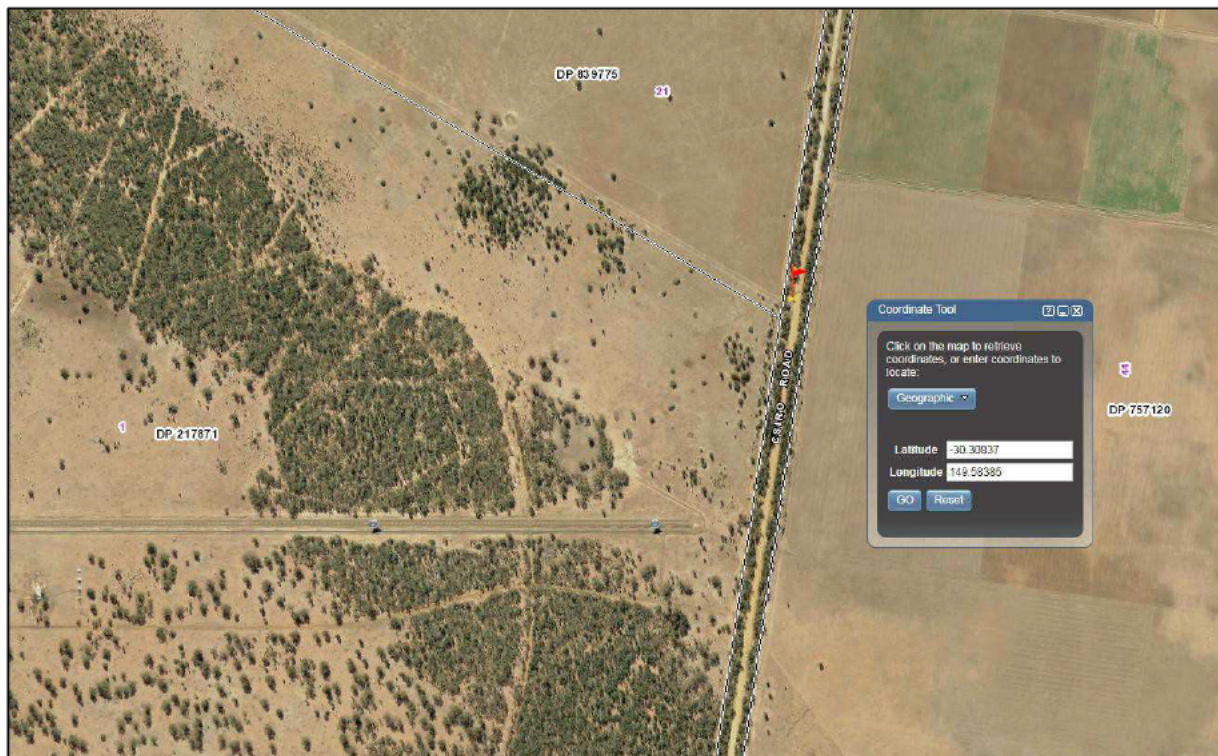 DP 839775
21
CSIRO ROAD
1
DP 217871
Coordinate Tool
Click on the map to retrieve
coordinates, or enter coordinates to
locate:
Geographic
Latitude -30.30837
Longitude 149.58385
GO Reset
44
DP 757120